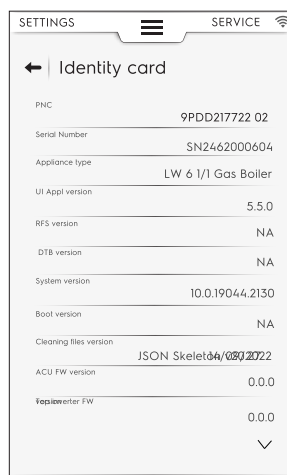 SETTINGS SERVICE
Identity card
PNC
9PDD217722 02
Serial Number
SN2462000604
Appliance type
LW 6 1/1 Gas Boiler
UI Appl version
5.5.0
RFS version
NA
DTB version
NA
System version
10.0.19044.2130
Boot version
NA
Cleaning files version
JSON Skeleton
ACU FW version
0.0.0
0.0.0